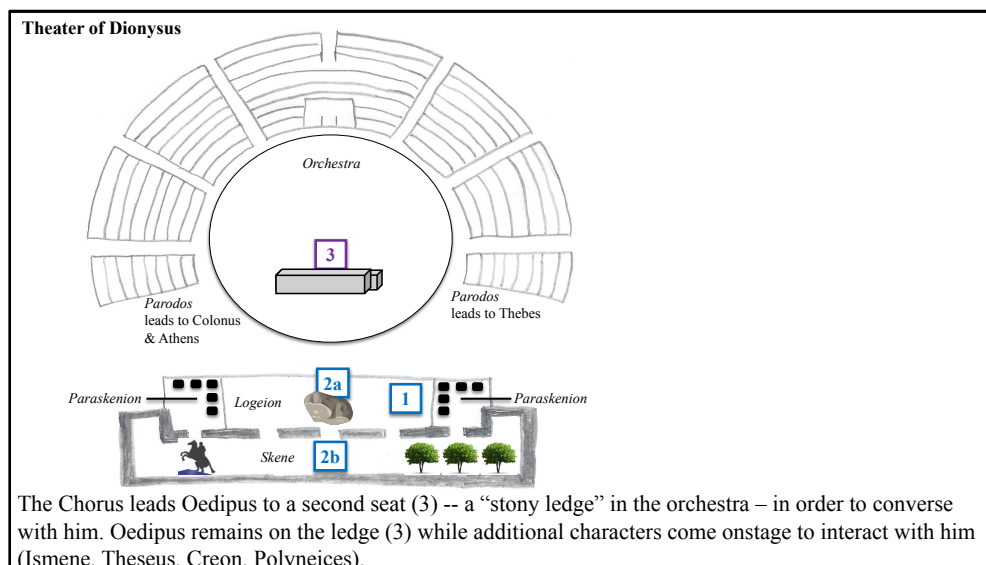 Theater of Dionysus
Orchestra
3
Parodos
leads to Colonus
& Athens
Parodos
leads to Thebes
2a
1
Paraskenion
Logeion
Paraskenion
Skene
2b
The Chorus leads Oedipus to a second seat (3) -- a “stony ledge” in the orchestra – in order to converse
with him. Oedipus remains on the ledge (3) while additional characters come onstage to interact with him
(Ismene, Theseus, Creon, Polyneices).